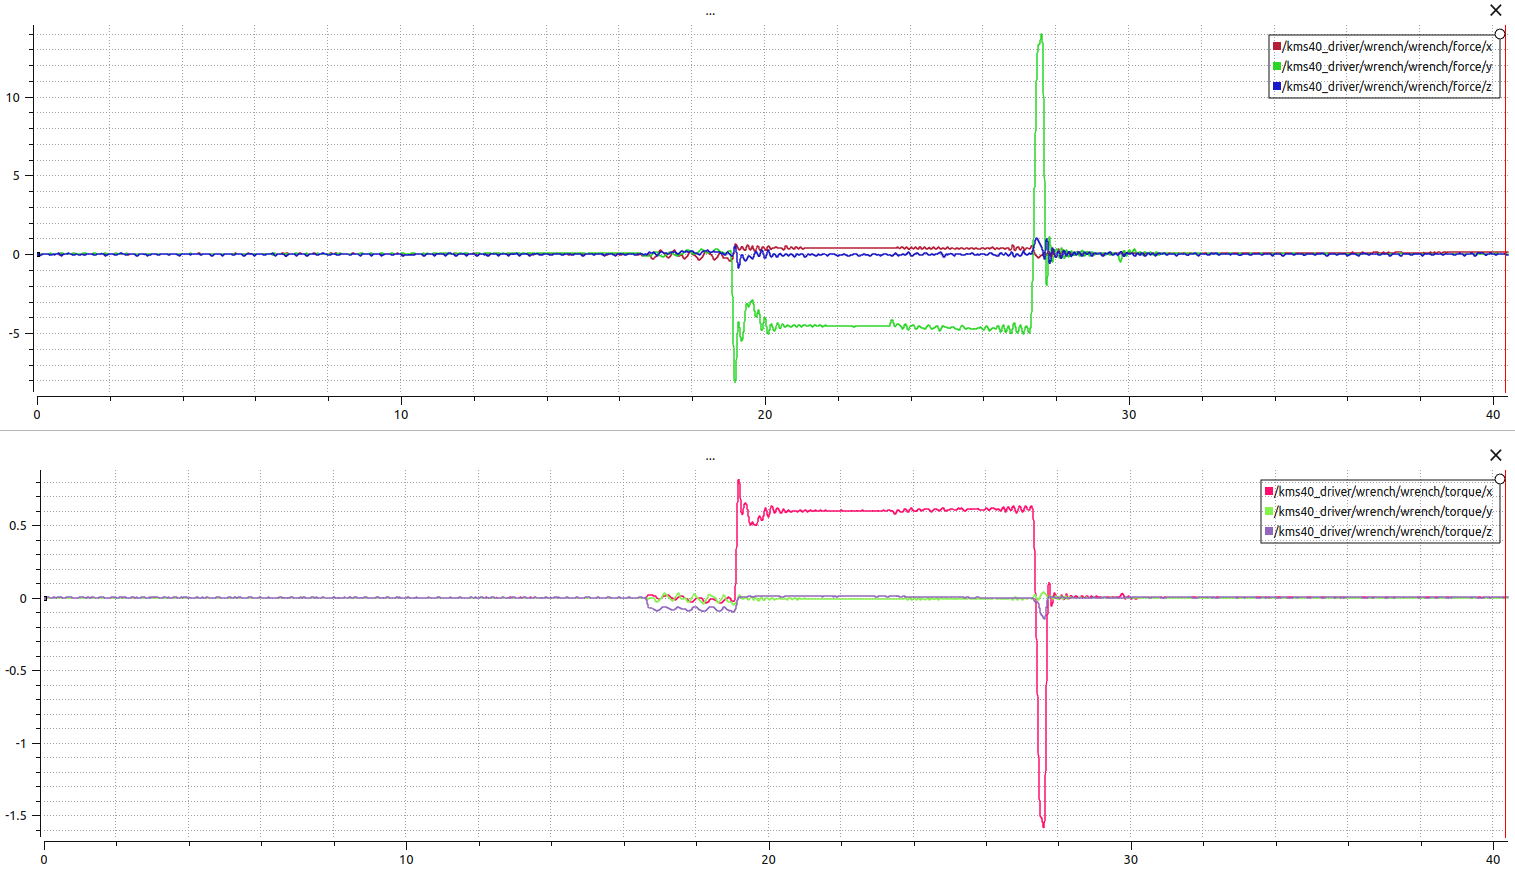 ...
/kms40_driver/wrench/wrench/force/x
/kms40_driver/wrench/wrench/force/y
/kms40_driver/wrench/wrench/force/z
10
5
0
-5
0 10 20 30 40
...
/kms40_driver/wrench/wrench/torque/x
/kms40_driver/wrench/wrench/torque/y
/kms40_driver/wrench/wrench/torque/z
0.5
0
-0.5
-1
-1.5
0 10 20 30 40